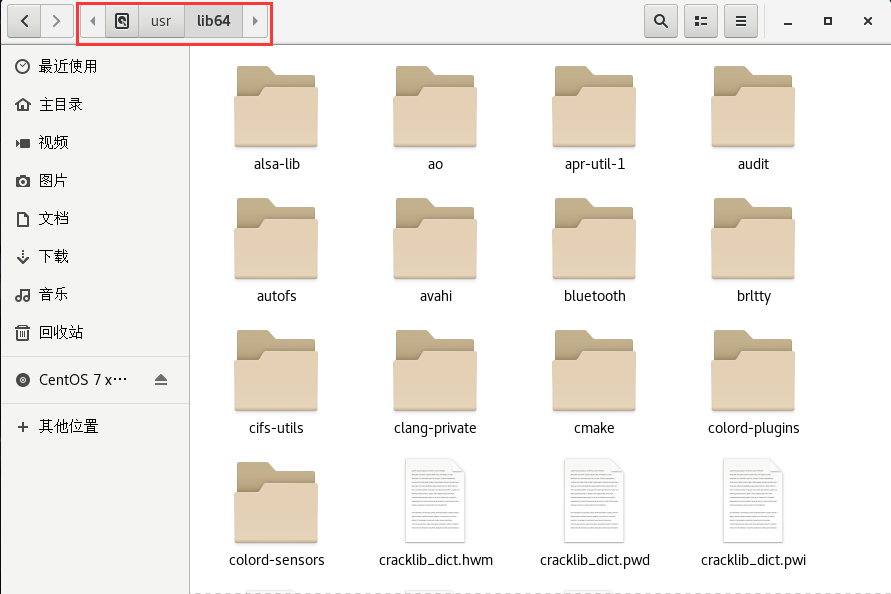 usr lib64
最近使用
主目录
视频
图片
文档
下载
音乐
回收站
CentOS 7 x···
其他位置
alsa-lib ao apr-util-1 audit
autofs avahi bluetooth brltty
cifs-utils clang-private cmake colord-plugins
colord-sensors cracklib_dict.hwm cracklib_dict.pwd cracklib_dict.pwi